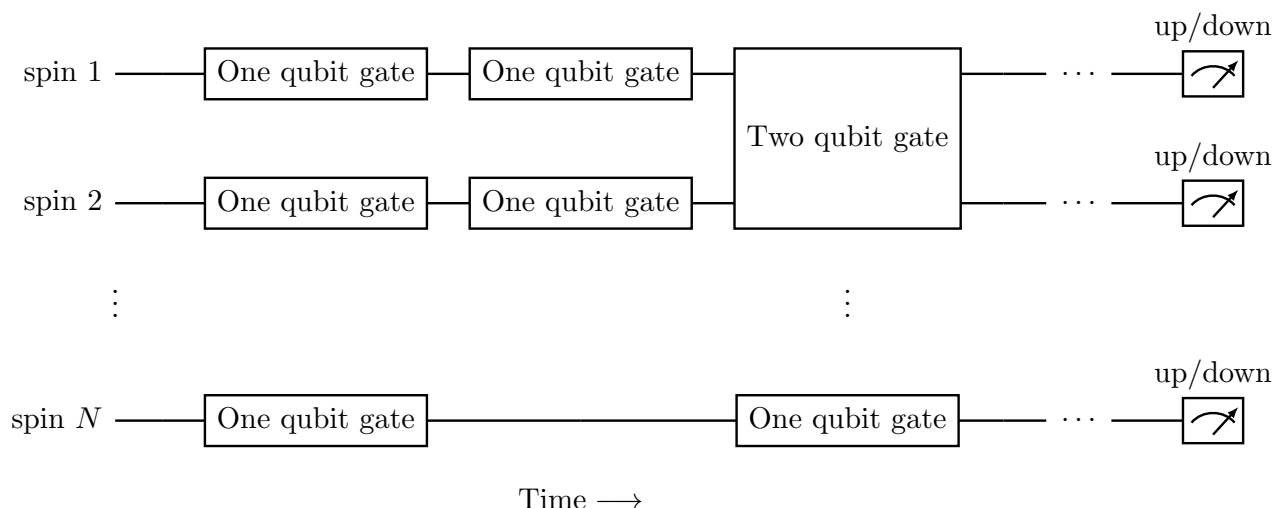 up/down
spin 1 One qubit gate One qubit gate ⋯
Two qubit gate
up/down
spin 2 One qubit gate One qubit gate ⋯
⋮ ⋮
up/down
spin N One qubit gate One qubit gate ⋯
Time ⟶